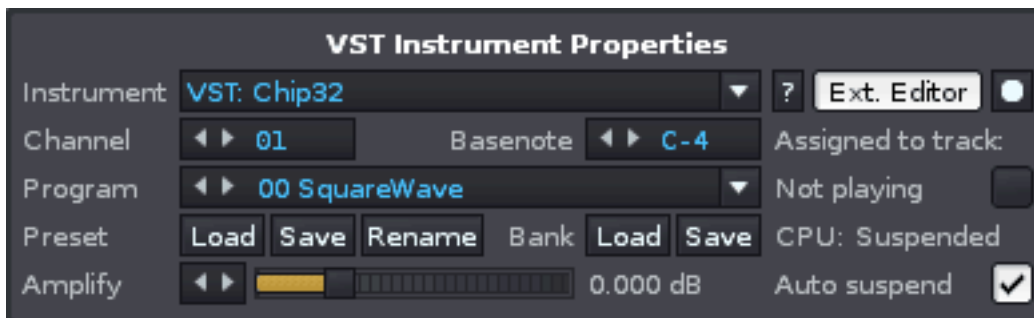 VST Instrument Properties
Instrument VST: Chip32 ? Ext. Editor
Channel 01 Basenote C-4 Assigned to track:
Program 00 SquareWave Not playing
Preset Load Save Rename Bank Load Save CPU: Suspended
Amplify 0.000 dB Auto suspend